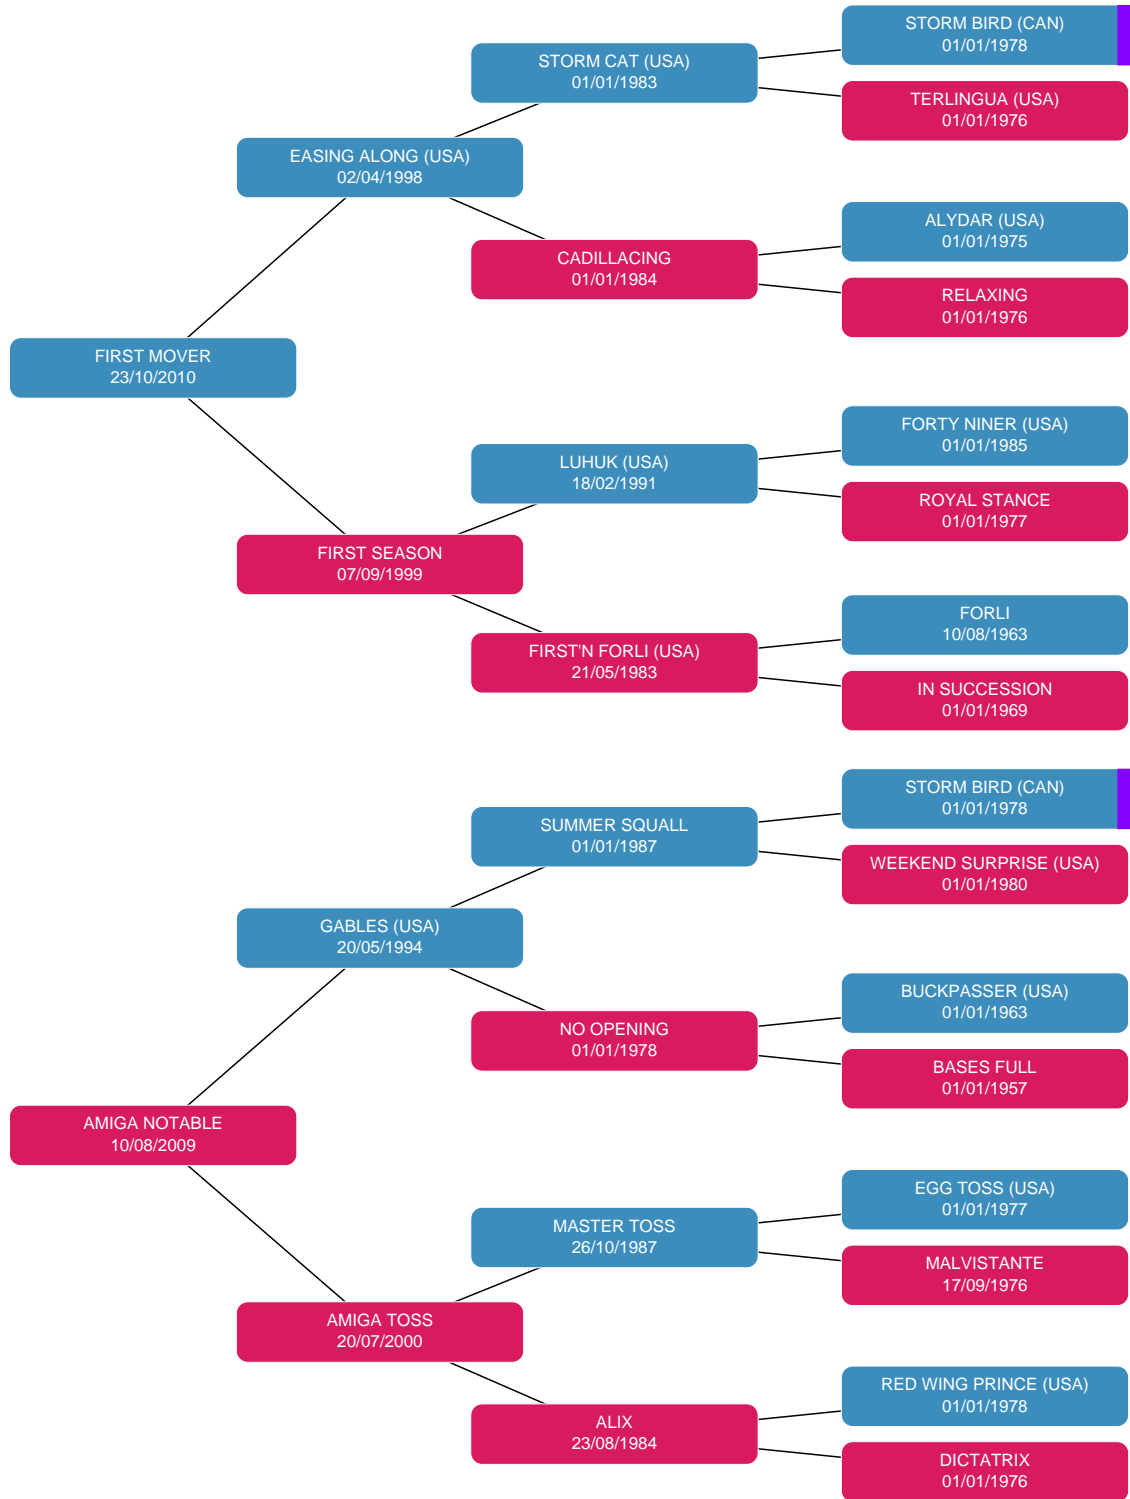 STORM BIRD (CAN)
01/01/1978
STORM CAT (USA)
01/01/1983
TERLINGUA (USA)
01/01/1976
EASING ALONG (USA)
02/04/1998
ALYDAR (USA)
01/01/1975
CADILLACING
01/01/1984
RELAXING
01/01/1976
FIRST MOVER
23/10/2010
FORTY NINER (USA)
01/01/1985
LUHUK (USA)
18/02/1991
ROYAL STANCE
01/01/1977
FIRST SEASON
07/09/1999
FORLI
10/08/1963
FIRST'N FORLI (USA)
21/05/1983
IN SUCCESSION
01/01/1969
STORM BIRD (CAN)
01/01/1978
SUMMER SQUALL
01/01/1987
WEEKEND SURPRISE (USA)
01/01/1980
GABLES (USA)
20/05/1994
BUCKPASSER (USA)
01/01/1963
NO OPENING
01/01/1978
BASES FULL
01/01/1957
AMIGA NOTABLE
10/08/2009
EGG TOSS (USA)
01/01/1977
MASTER TOSS
26/10/1987
MALVISTANTE
17/09/1976
AMIGA TOSS
20/07/2000
RED WING PRINCE (USA)
01/01/1978
ALIX
23/08/1984
DICTATRIX
01/01/1976